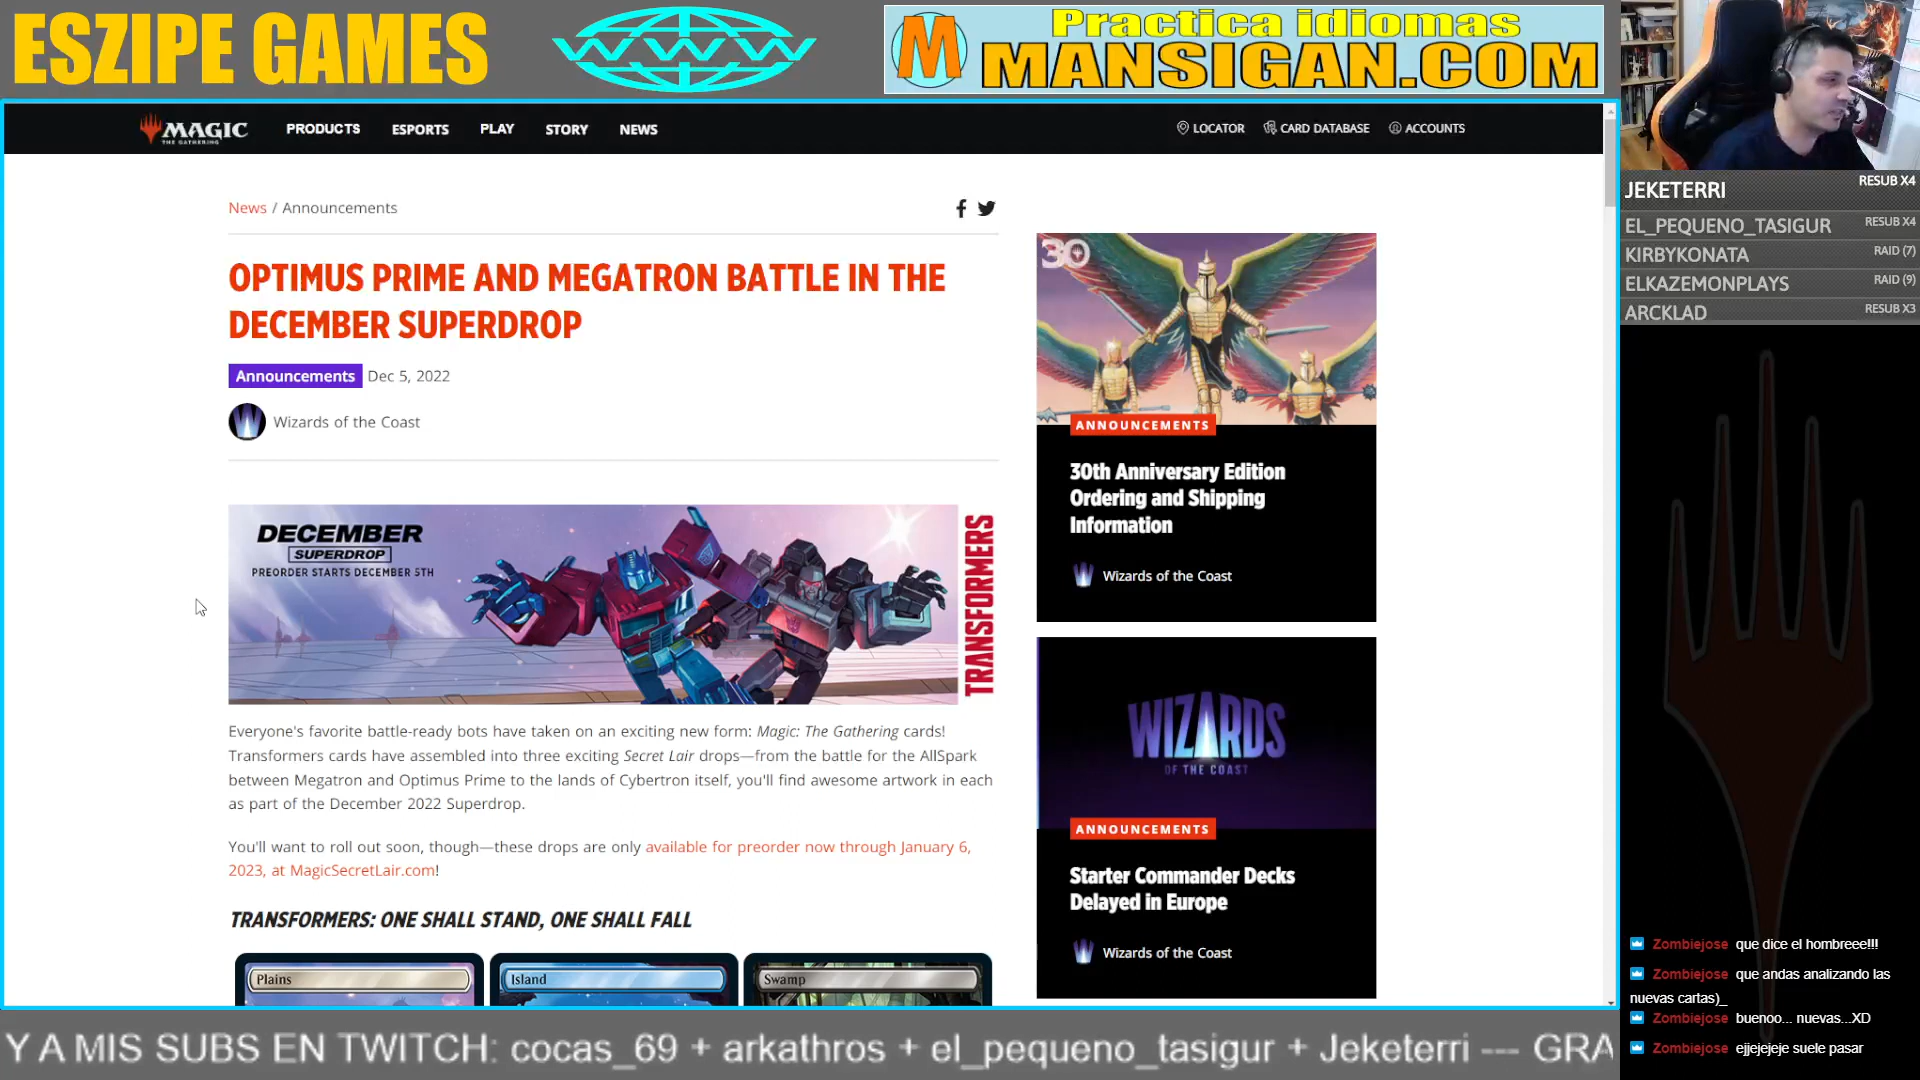 ESZIPE GAMES
WWW
M
Practica idiomas
MANSIGAN.COM
MAGIC
THE GATHERING
PRODUCTS
ESPORTS
PLAY
STORY
NEWS
LOCATOR
CARD DATABASE
ACCOUNTS
News / Announcements
OPTIMUS PRIME AND MEGATRON BATTLE IN THE
DECEMBER SUPERDROP
Announcements Dec 5, 2022
Wizards of the Coast
DECEMBER
SUPERDROP
PREORDER STARTS DECEMBER 5TH
TRANSFORMERS
Everyone's favorite battle-ready bots have taken on an exciting new form: Magic: The Gathering cards!
Transformers cards have assembled into three exciting Secret Lair drops—from the battle for the AllSpark
between Megatron and Optimus Prime to the lands of Cybertron itself, you'll find awesome artwork in each
as part of the December 2022 Superdrop.
You'll want to roll out soon, though—these drops are only available for preorder now through January 6,
2023, at MagicSecretLair.com!
TRANSFORMERS: ONE SHALL STAND, ONE SHALL FALL
Plains
Island
Swamp
30
ANNOUNCEMENTS
30th Anniversary Edition
Ordering and Shipping
Information
Wizards of the Coast
WIZARDS
OF THE COAST
ANNOUNCEMENTS
Starter Commander Decks
Delayed in Europe
Wizards of the Coast
JEKETERRI RESUB X4
EL_PEQUENO_TASIGUR RESUB X4
KIRBYKONATA RAID (7)
ELKAZEMONPLAYS RAID (9)
ARCKLAD RESUB X3
Zombiejose que dice el hombreee!!!
Zombiejose que andas analizando las
nuevas cartas)_
Zombiejose buenoo... nuevas...XD
Zombiejose ejjejejeje suele pasar
Y A MIS SUBS EN TWITCH: cocas_69 + arkathros + el_pequeno_tasigur + Jeketerri --- GRA